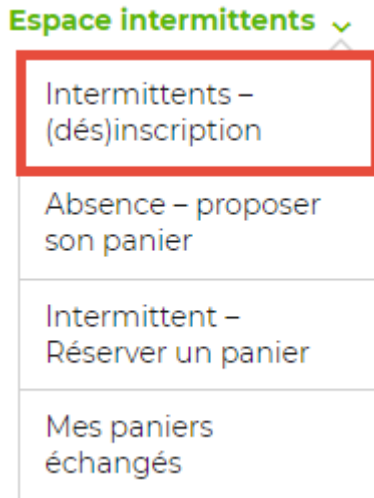 Espace intermittents
Intermittents –
(dés)inscription
Absence – proposer
son panier
Intermittent –
Réserver un panier
Mes paniers
échangés